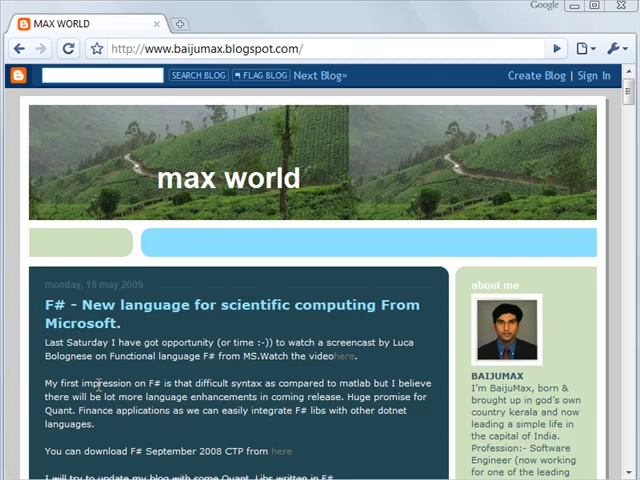 Google
MAX WORLD
http://www.baijumax.blogspot.com/
SEARCH BLOG FLAG BLOG Next Blog» Create Blog | Sign In
max world
monday, 18 may 2009
F# - New language for scientific computing From
Microsoft.
Last Saturday I have got opportunity (or time :-)) to watch a screencast by Luca
Bolognese on Functional language F# from MS.Watch the videohere.
My first impression on F# is that difficult syntax as compared to matlab but I believe
there will be lot more language enhancements in coming release. Huge promise for
Quant. Finance applications as we can easily integrate F# libs with other dotnet
languages.
You can download F# September 2008 CTP from here
I will try to update my blog with some Quant. Libs written in F#
about me
BAIJUMAX
I'm BaijuMax, born &
brought up in god's own
country kerala and now
leading a simple life in
the capital of India.
Profession:- Software
Engineer (now working
for one of the leading